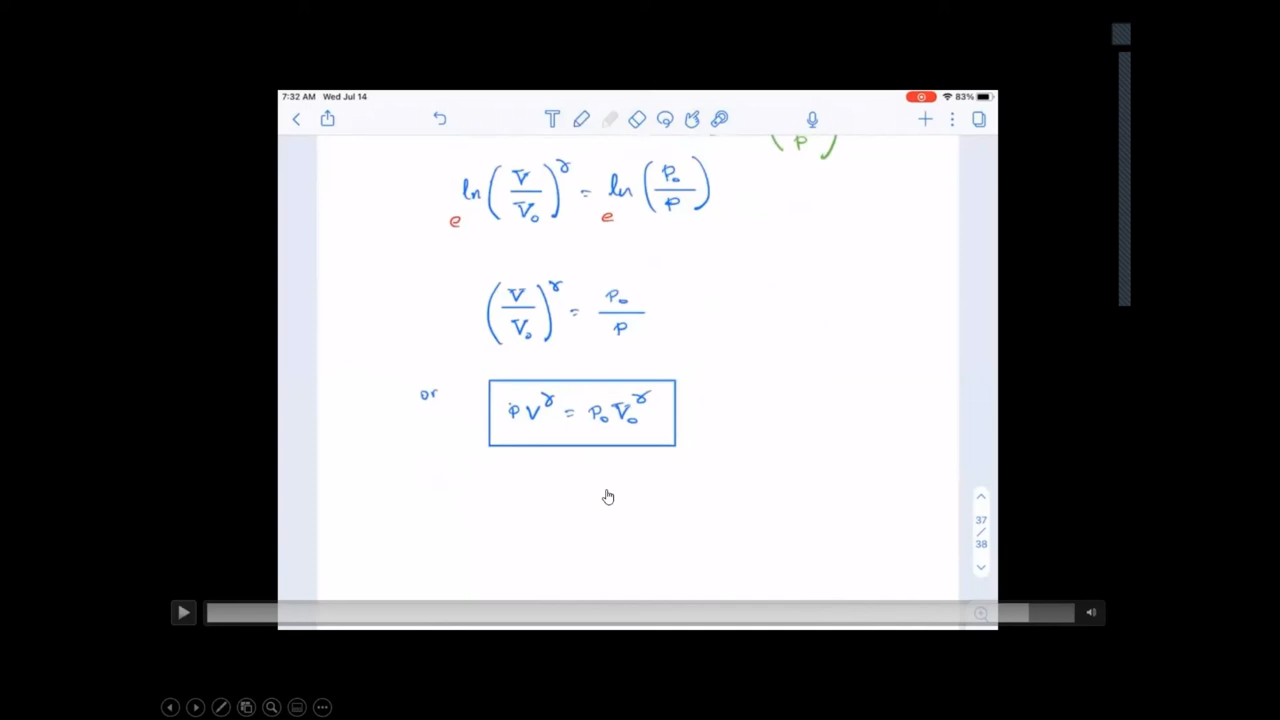 7:32 AM Wed Jul 14 83%
T
( P )
ln (V/V₀)^γ = ln (P₀/P)
e e
(V/V₀)^γ = P₀/P
or PV^γ = P₀V₀^γ
37
/
38